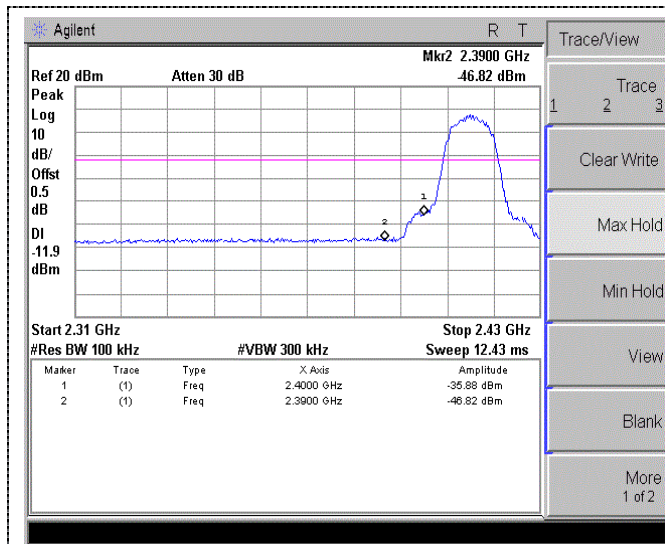 Agilent R T
Mkr2 2.3900 GHz
Ref 20 dBm Atten 30 dB -46.82 dBm
Peak
Log
10
dB/
Offst
0.5
dB
DI
-11.9
dBm
1
2
Start 2.31 GHz Stop 2.43 GHz
#Res BW 100 kHz #VBW 300 kHz Sweep 12.43 ms
Marker Trace Type X Axis Amplitude
1 (1) Freq 2.4000 GHz -35.88 dBm
2 (1) Freq 2.3900 GHz -46.82 dBm
Trace/View
Trace
1 2 3
Clear Write
Max Hold
Min Hold
View
Blank
More
1 of 2